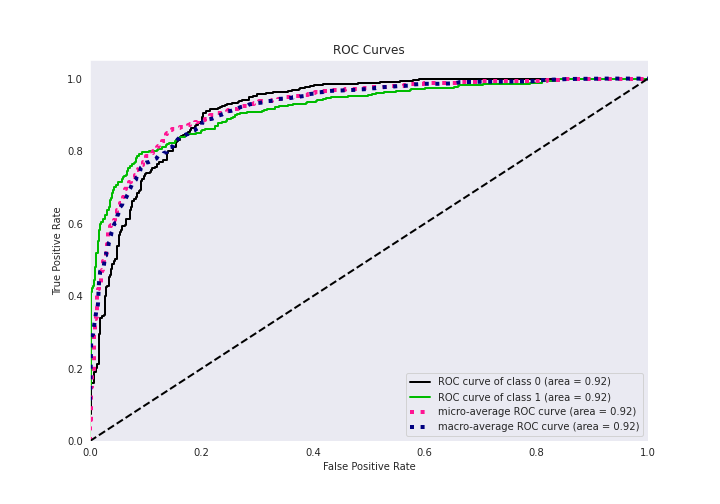 ROC Curves
1.0
0.8
0.6
0.4
0.2
0.0
True Positive Rate
ROC curve of class 0 (area = 0.92)
ROC curve of class 1 (area = 0.92)
micro-average ROC curve (area = 0.92)
macro-average ROC curve (area = 0.92)
0.0 0.2 0.4 0.6 0.8 1.0
False Positive Rate